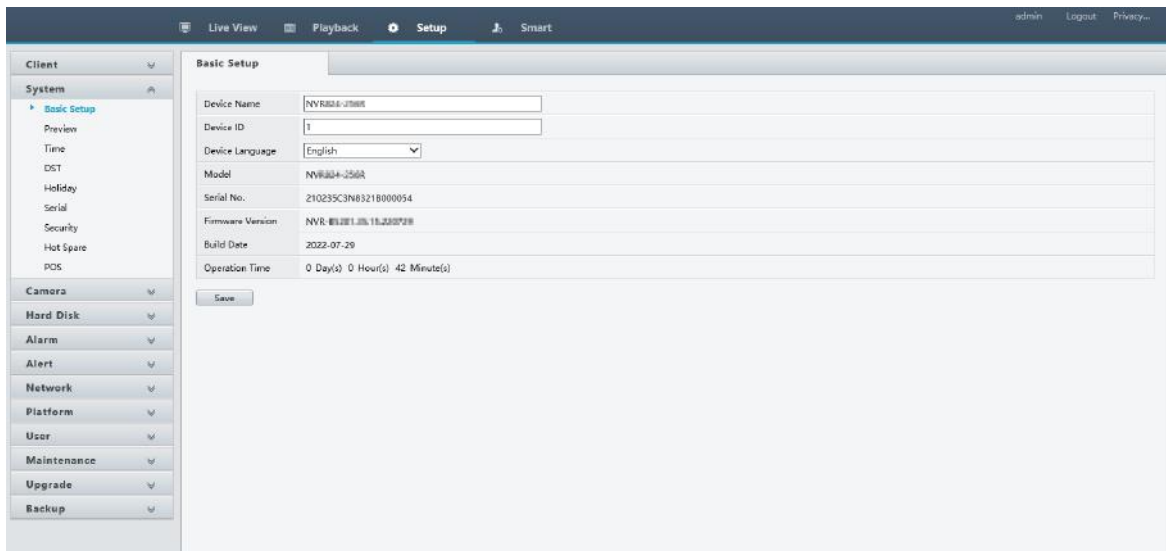 Live View Playback Setup Smart admin Logout Privacy...
Client
System
Basic Setup
Preview
Time
DST
Holiday
Serial
Security
Hot Spare
POS
Camera
Hard Disk
Alarm
Alert
Network
Platform
User
Maintenance
Upgrade
Backup
Basic Setup
Device Name
Device ID 1
Device Language English
Model
Serial No. 210235C3N8321B000054
Firmware Version
Build Date 2022-07-29
Operation Time 0 Day(s) 0 Hour(s) 42 Minute(s)
Save